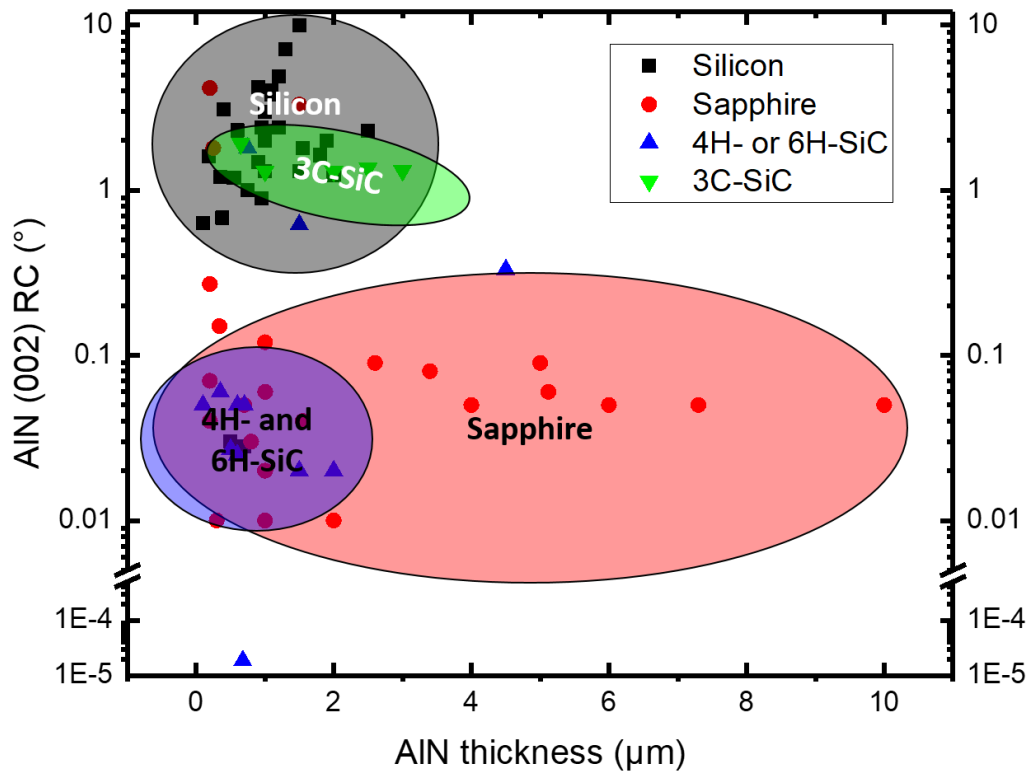 10
10
Silicon
Sapphire
4H- or 6H-SiC
3C-SiC
Silicon
3C-SiC
1
1
AlN (002) RC (°)
0.1
0.1
4H- and
6H-SiC
Sapphire
0.01
0.01
1E-4
1E-4
1E-5
1E-5
0
2
4
6
8
10
AlN thickness (μm)